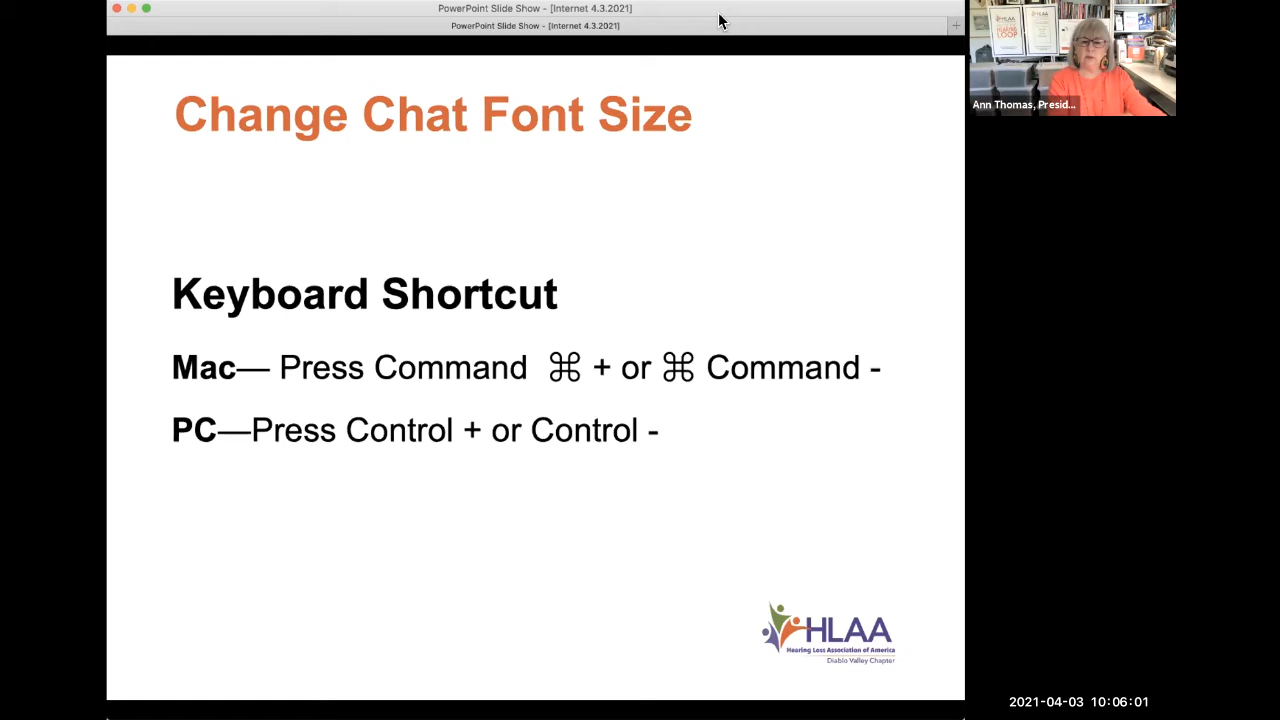 PowerPoint Slide Show - [Internet 4.3.2021]
PowerPoint Slide Show - [Internet 4.3.2021]
Change Chat Font Size
Keyboard Shortcut
Mac— Press Command ⌘ + or ⌘ Command -
PC—Press Control + or Control -
HLAA
Hearing Loss Association of America
Diablo Valley Chapter
HLAA
LOOP
Ann Thomas, Presid...
2021-04-03 10:06:01